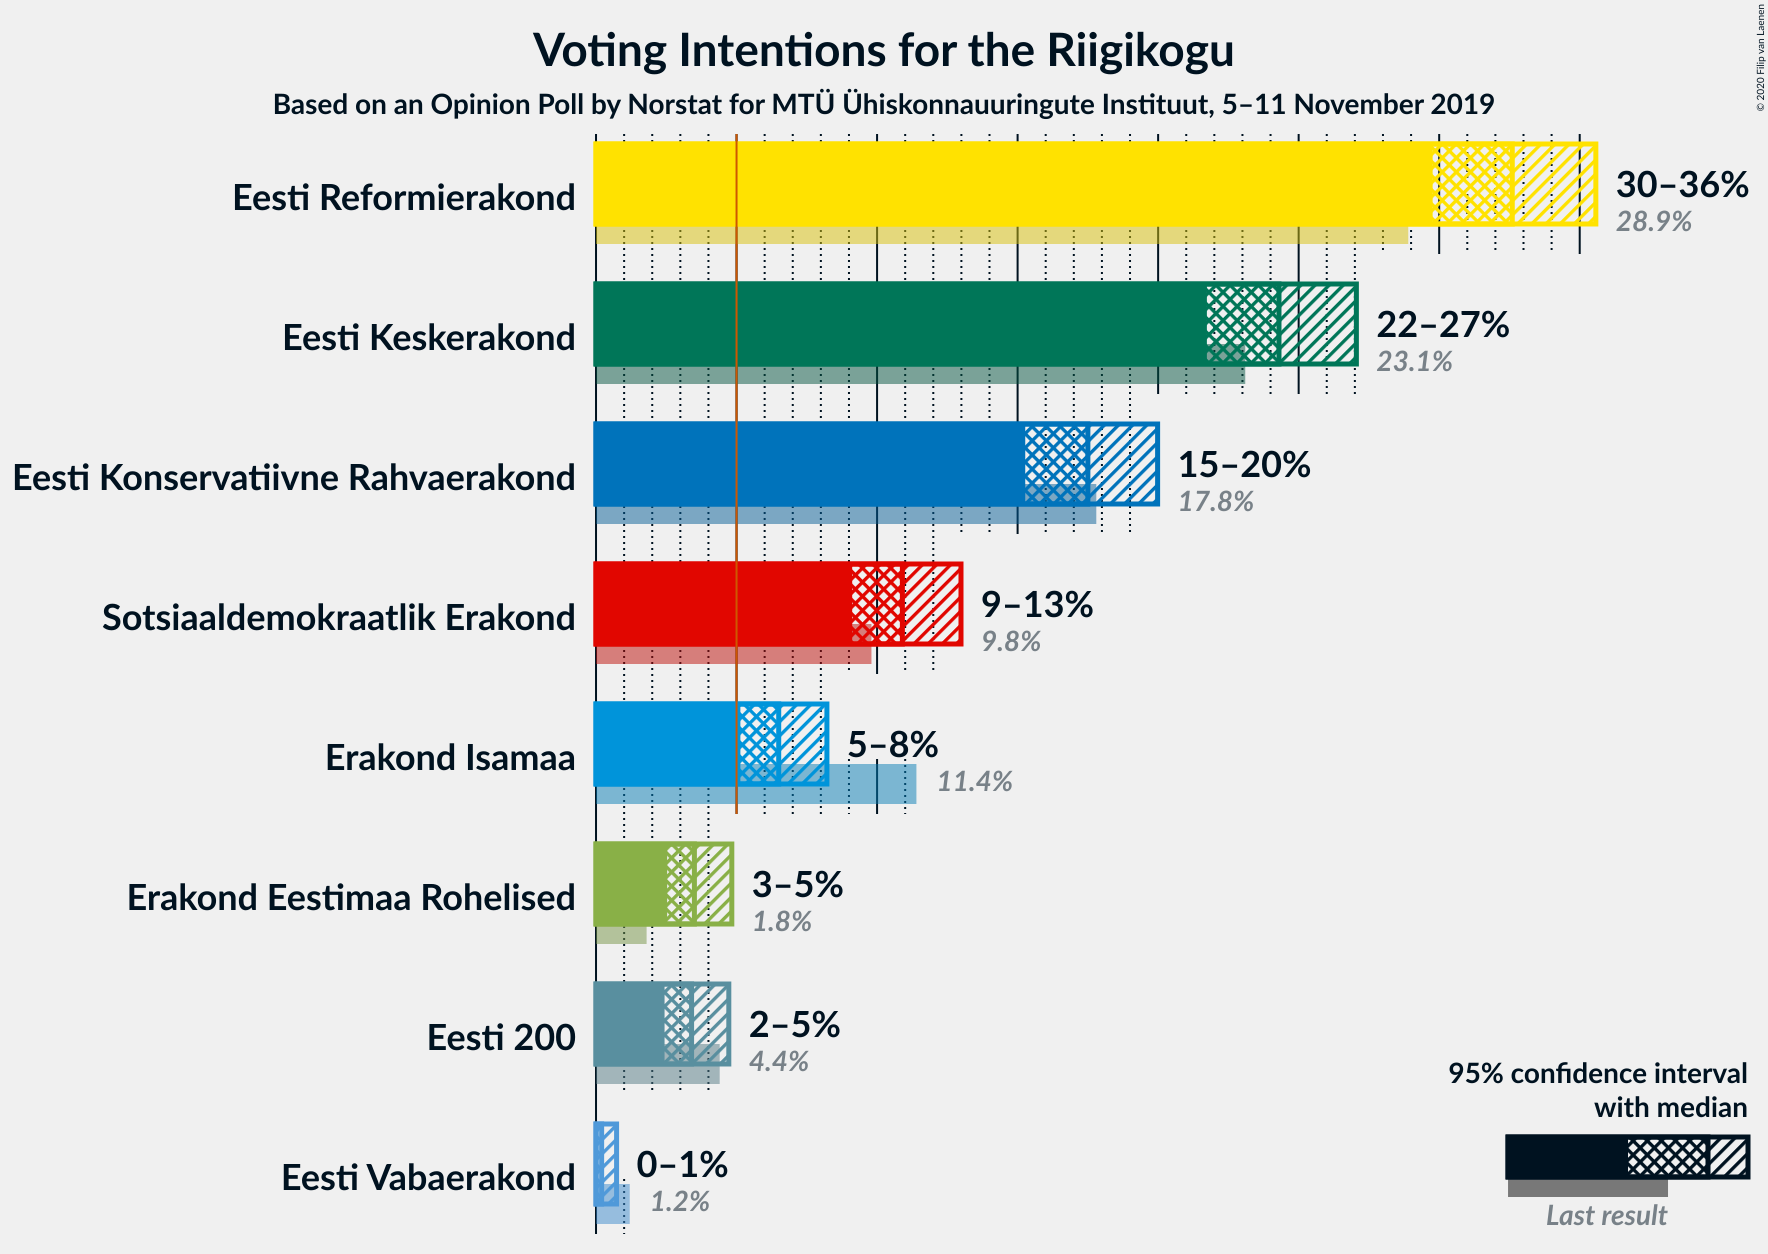 Voting Intentions for the Riigikogu
Based on an Opinion Poll by Norstat for MTÜ Ühiskonnauuringute Instituut, 5–11 November 2019
© 2020 Filip van Laenen
Eesti Reformierakond
30–36%
28.9%
Eesti Keskerakond
22–27%
23.1%
Eesti Konservatiivne Rahvaerakond
15–20%
17.8%
Sotsiaaldemokraatlik Erakond
9–13%
9.8%
Erakond Isamaa
5–8%
11.4%
Erakond Eestimaa Rohelised
3–5%
1.8%
Eesti 200
2–5%
4.4%
Eesti Vabaerakond
0–1%
1.2%
95% confidence interval
with median
Last result